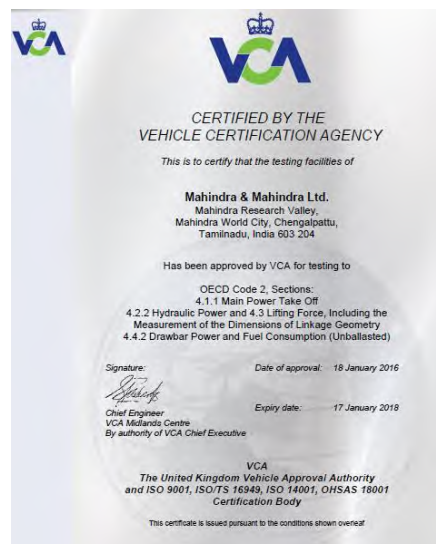 VCA
VCA
CERTIFIED BY THE
VEHICLE CERTIFICATION AGENCY
This is to certify that the testing facilities of
Mahindra & Mahindra Ltd.
Mahindra Research Valley,
Mahindra World City, Chengalpattu,
Tamilnadu, India 603 204
Has been approved by VCA for testing to
OECD Code 2, Sections:
4.1.1 Main Power Take Off
4.2.2 Hydraulic Power and 4.3 Lifting Force, Including the
Measurement of the Dimensions of Linkage Geometry
4.4.2 Drawbar Power and Fuel Consumption (Unballasted)
Signature: Date of approval: 18 January 2016
Chief Engineer Expiry date: 17 January 2018
VCA Midlands Centre
By authority of VCA Chief Executive
VCA
The United Kingdom Vehicle Approval Authority
and ISO 9001, ISO/TS 16949, ISO 14001, OHSAS 18001
Certification Body
This certificate is issued pursuant to the conditions shown overleaf